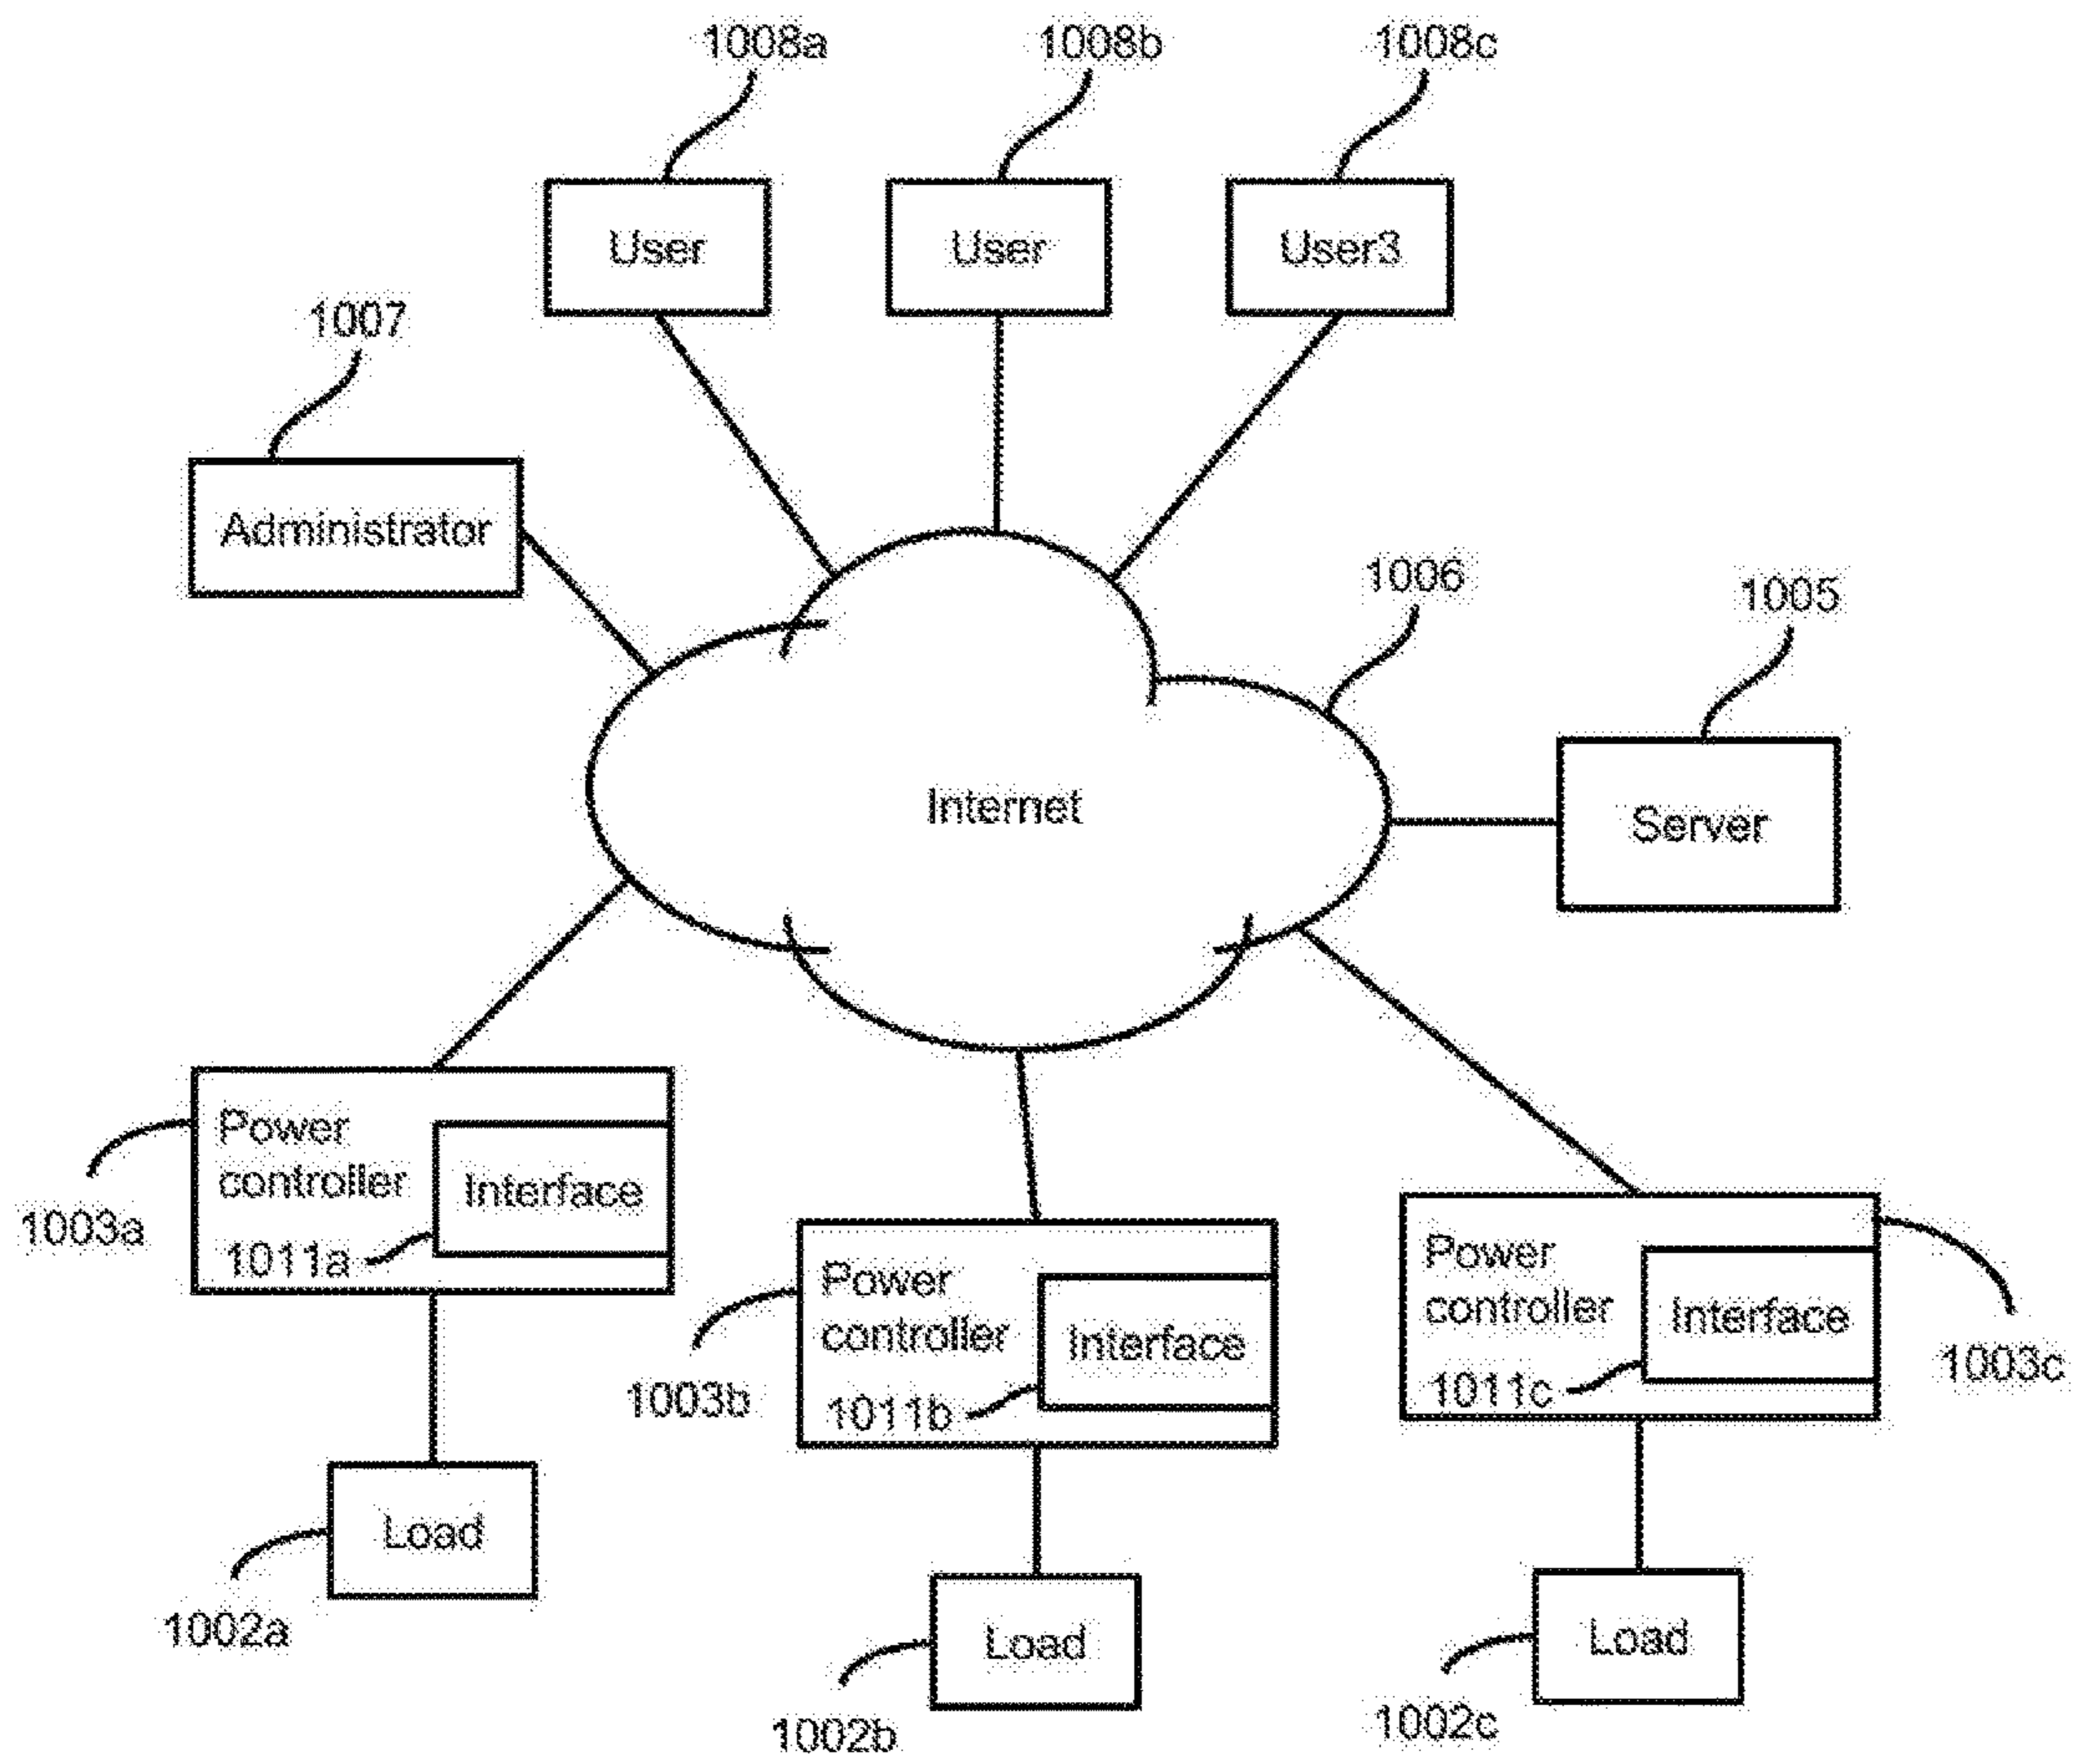 1008a
1008b
1008c
User
User
User3
1007
Administrator
1006
1005
Internet
Server
Power
controller
Interface
1003a
1011a
Power
controller
Interface
1003b
1011b
Power
controller
Interface
1003c
1011c
Load
1002a
Load
1002b
Load
1002c